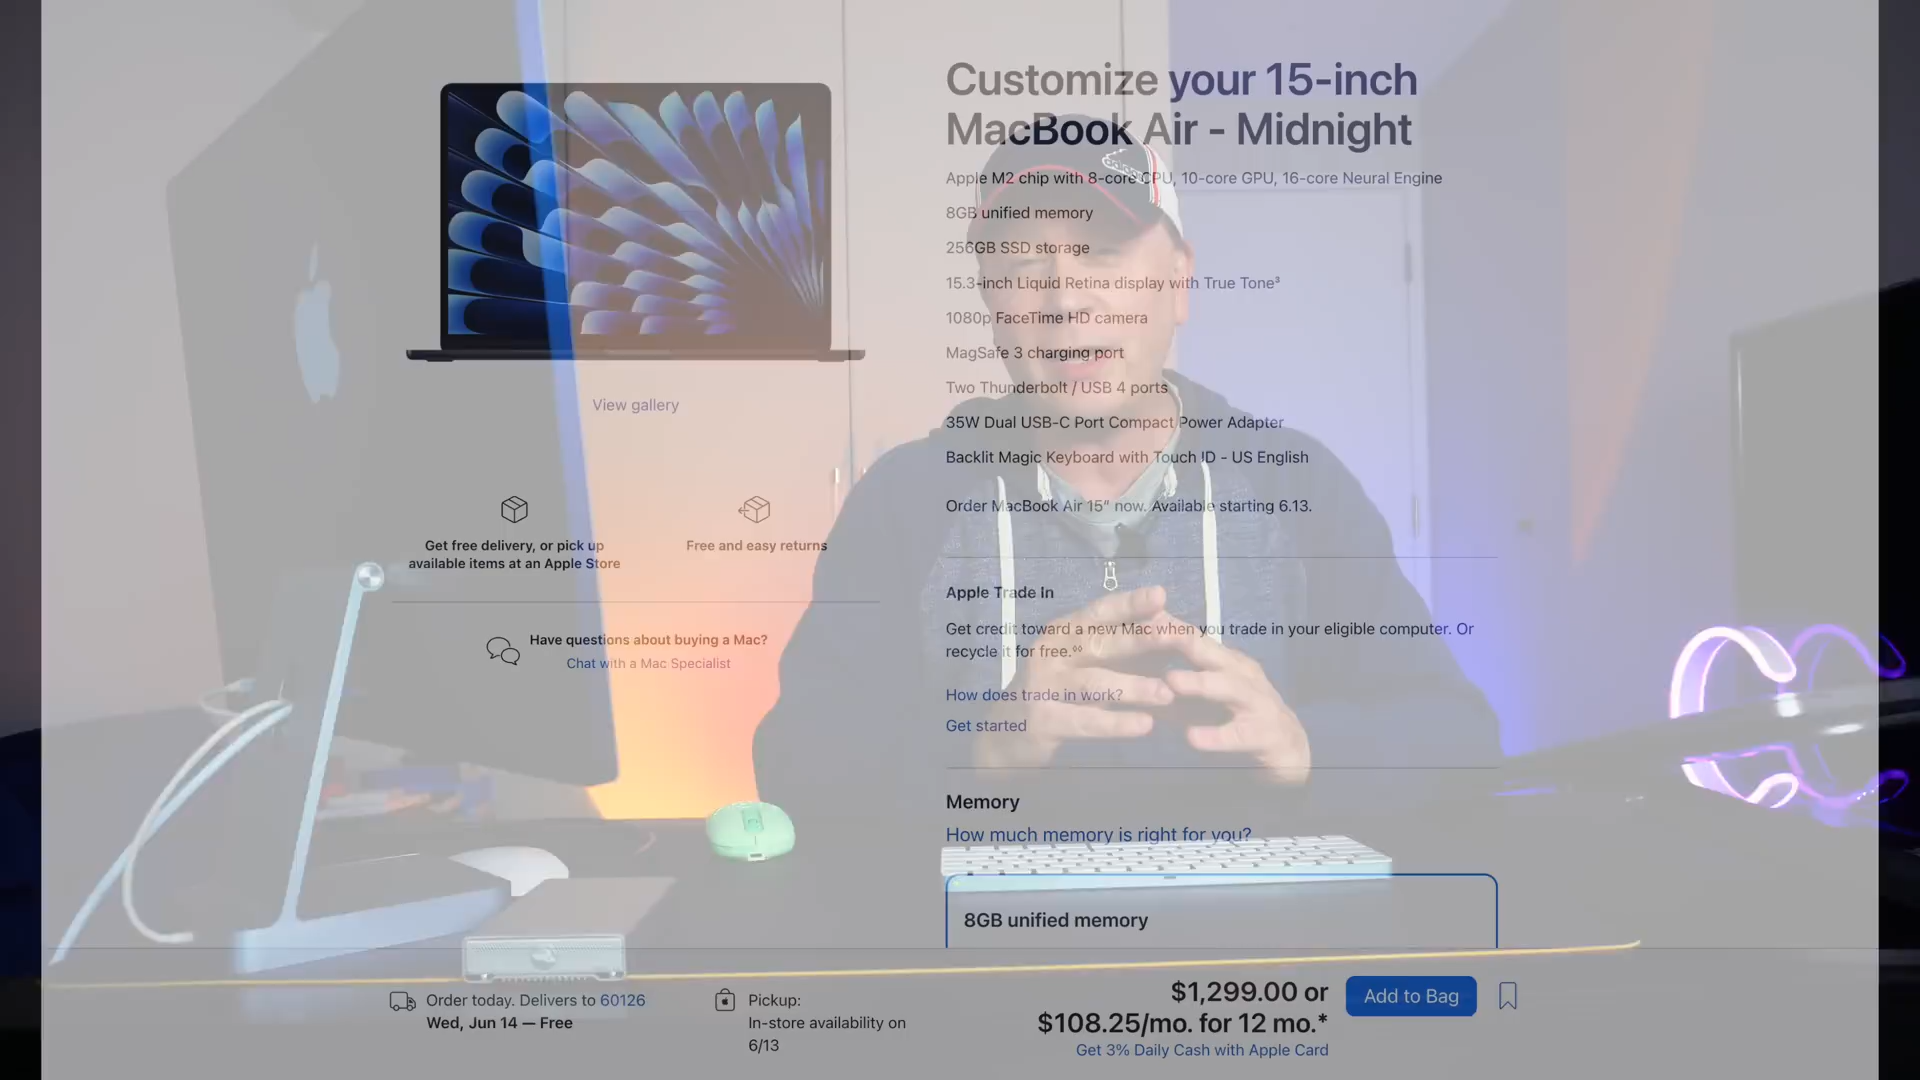 Customize your 15-inch
MacBook Air - Midnight
Apple M2 chip with 8-core CPU, 10-core GPU, 16-core Neural Engine
8GB unified memory
256GB SSD storage
15.3-inch Liquid Retina display with True Tone³
1080p FaceTime HD camera
MagSafe 3 charging port
Two Thunderbolt / USB 4 ports
35W Dual USB-C Port Compact Power Adapter
Backlit Magic Keyboard with Touch ID - US English
Order MacBook Air 15” now. Available starting 6.13.
View gallery
Get free delivery, or pick up
available items at an Apple Store
Free and easy returns
Have questions about buying a Mac?
Chat with a Mac Specialist
Apple Trade In
Get credit toward a new Mac when you trade in your eligible computer. Or
recycle it for free.◊◊
How does trade in work?
Get started
Memory
How much memory is right for you?
8GB unified memory
Order today. Delivers to 60126
Wed, Jun 14 — Free
Pickup:
In-store availability on
6/13
$1,299.00 or
$108.25/mo. for 12 mo.*
Get 3% Daily Cash with Apple Card
Add to Bag
adidas